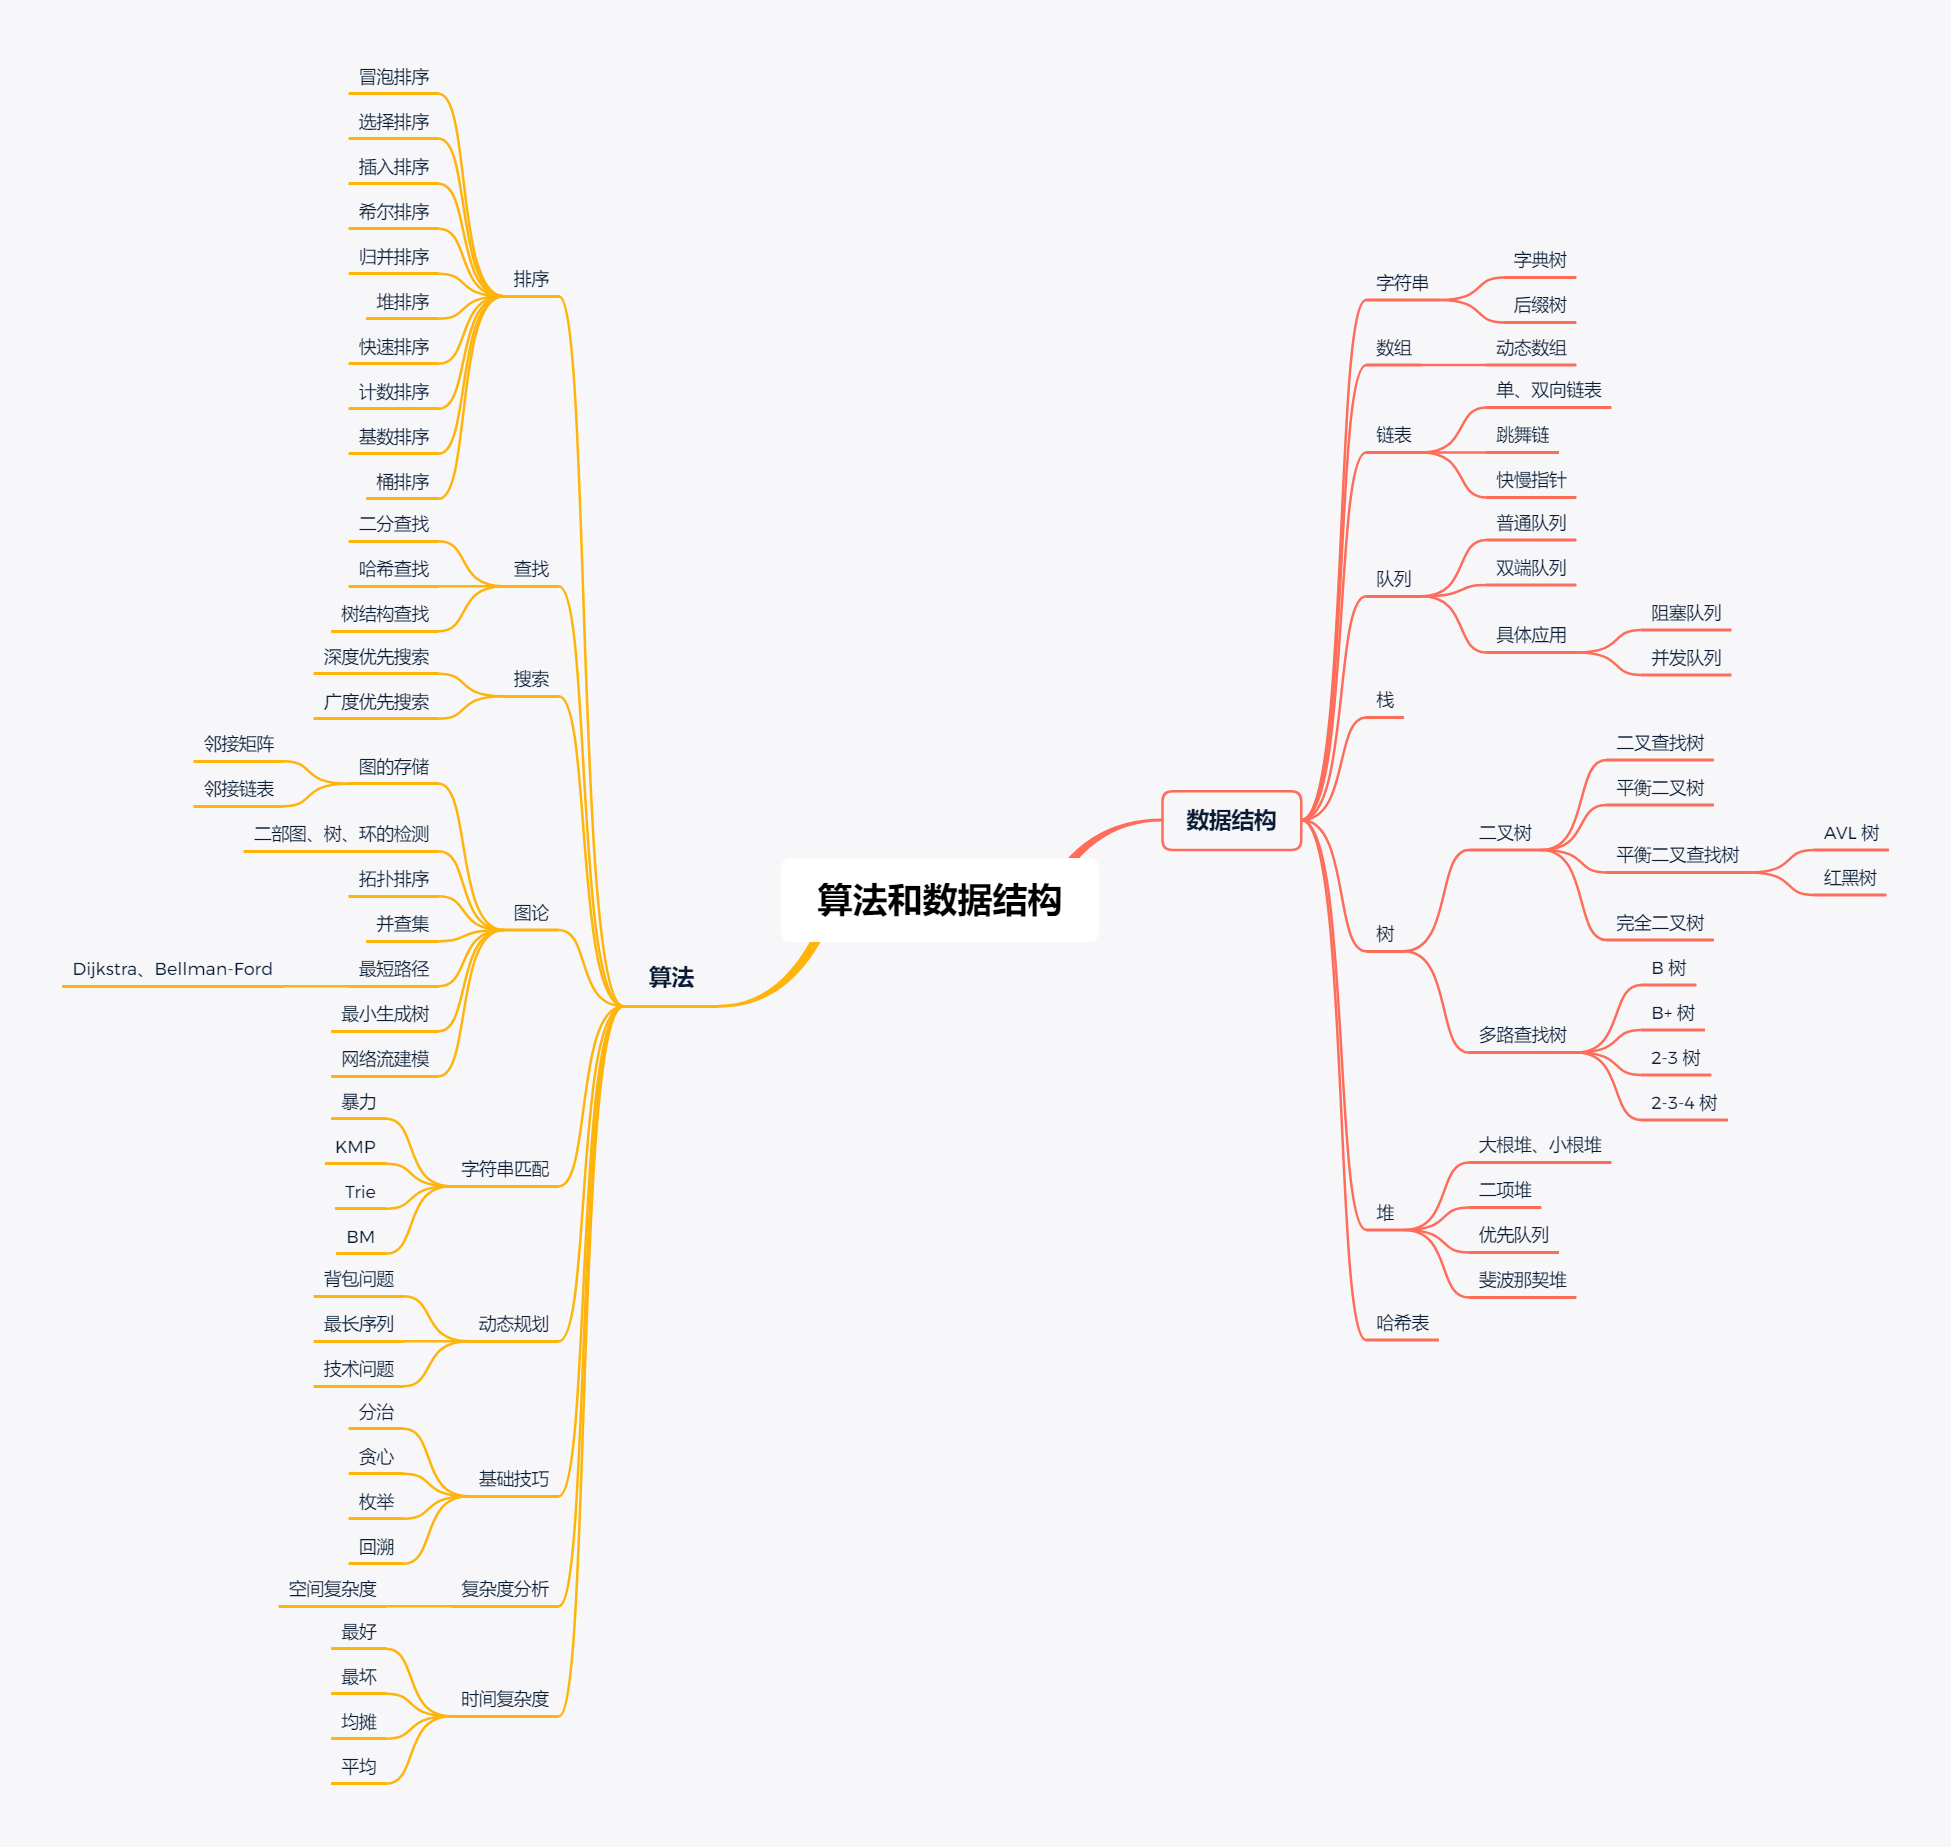 算法和数据结构
数据结构
字符串
字典树
后缀树
数组
动态数组
链表
单、双向链表
跳舞链
快慢指针
队列
普通队列
双端队列
具体应用
阻塞队列
并发队列
栈
树
二叉树
二叉查找树
平衡二叉树
平衡二叉查找树
AVL 树
红黑树
完全二叉树
多路查找树
B 树
B+ 树
2-3 树
2-3-4 树
堆
大根堆、小根堆
二项堆
优先队列
斐波那契堆
哈希表
算法
排序
冒泡排序
选择排序
插入排序
希尔排序
归并排序
堆排序
快速排序
计数排序
基数排序
桶排序
查找
二分查找
哈希查找
树结构查找
搜索
深度优先搜索
广度优先搜索
图论
图的存储
邻接矩阵
邻接链表
二部图、树、环的检测
拓扑排序
并查集
最短路径
Dijkstra、Bellman-Ford
最小生成树
网络流建模
字符串匹配
暴力
KMP
Trie
BM
动态规划
背包问题
最长序列
技术问题
基础技巧
分治
贪心
枚举
回溯
复杂度分析
空间复杂度
时间复杂度
最好
最坏
均摊
平均